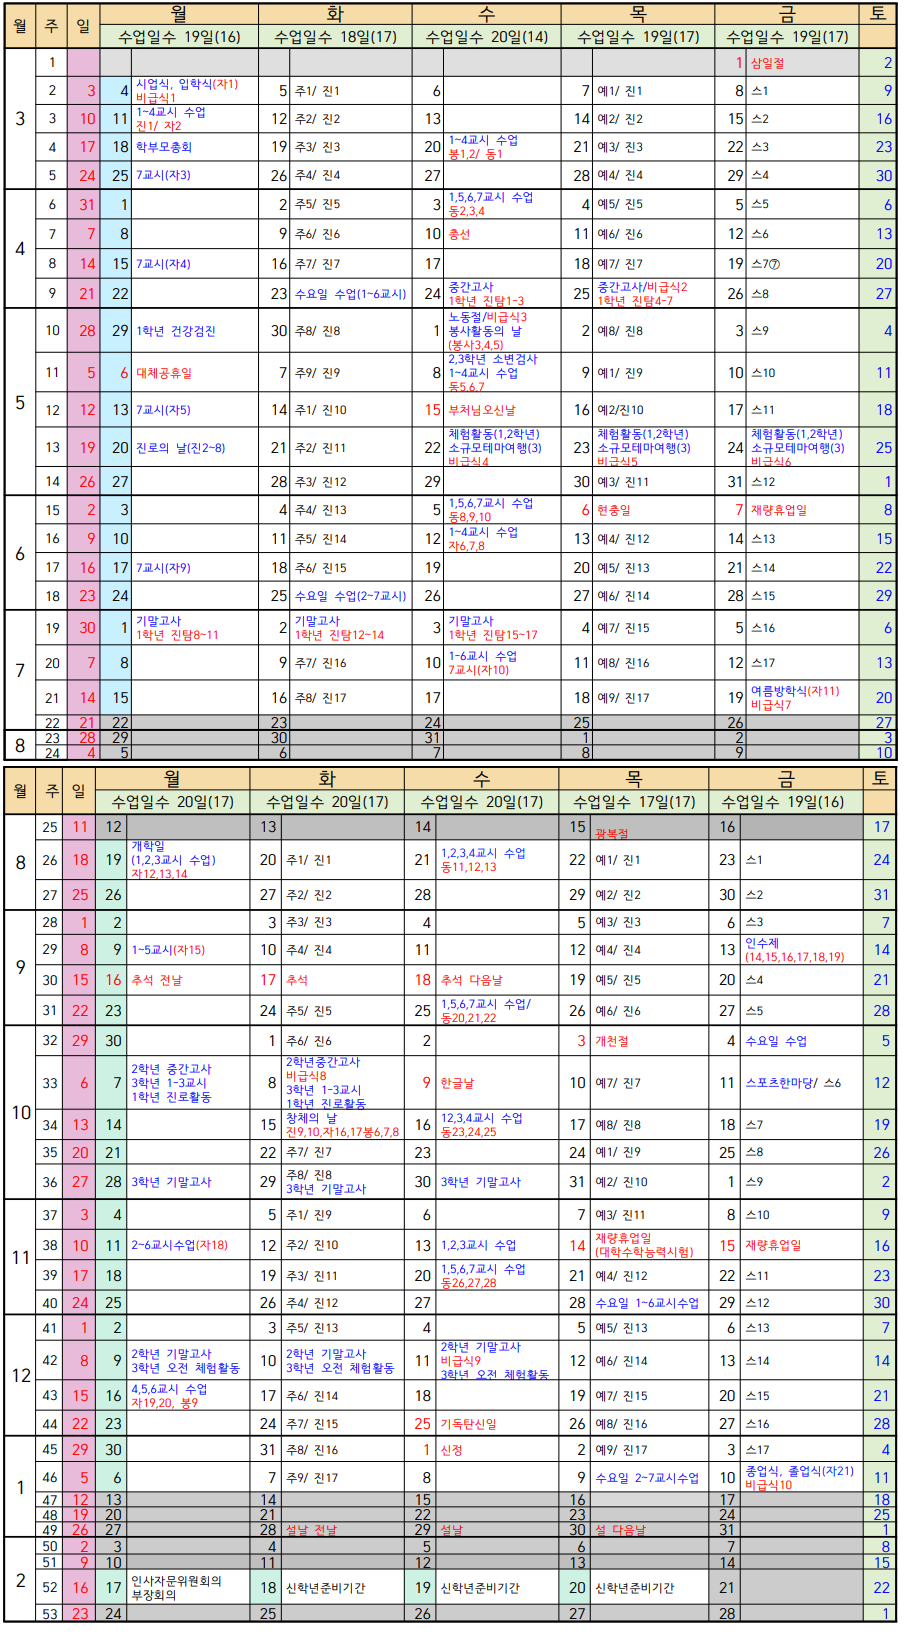 월 주 일 월 화 수 목 금 토
수업일수 19일(16) 수업일수 18일(17) 수업일수 20일(14) 수업일수 19일(17) 수업일수 19일(17)
3
1 1 삼일절 2
2 3 4 시업식, 입학식(자1) 비급식1 5 주1/ 진1 6 7 예1/ 진1 8 스1 9
3 10 11 1~4교시 수업 진1/ 자2 12 주2/ 진2 13 14 예2/ 진2 15 스2 16
4 17 18 학부모총회 19 주3/ 진3 20 1~4교시 수업 봉1,2/ 동1 21 예3/ 진3 22 스3 23
5 24 25 7교시(자3) 26 주4/ 진4 27 28 예4/ 진4 29 스4 30
4
6 31 1 2 주5/ 진5 3 1,5,6,7교시 수업 동2,3,4 4 예5/ 진5 5 스5 6
7 7 8 9 주6/ 진6 10 총선 11 예6/ 진6 12 스6 13
8 14 15 7교시(자4) 16 주7/ 진7 17 18 예7/ 진7 19 스7⑦ 20
9 21 22 23 수요일 수업(1~6교시) 24 중간고사 1학년 진탐1-3 25 중간고사/비급식2 1학년 진탐4-7 26 스8 27
5
10 28 29 1학년 건강검진 30 주8/ 진8 1 노동절/비급식3 봉사활동의 날 (봉사3,4,5) 2 예8/ 진8 3 스9 4
11 5 6 대체공휴일 7 주9/ 진9 8 2,3학년 소변검사 1~4교시 수업 동5,6,7 9 예1/ 진9 10 스10 11
12 12 13 7교시(자5) 14 주1/ 진10 15 부처님오신날 16 예2/진10 17 스11 18
13 19 20 진로의 날(진2~8) 21 주2/ 진11 22 체험활동(1,2학년) 소규모테마여행(3) 비급식4 23 체험활동(1,2학년) 소규모테마여행(3) 비급식5 24 체험활동(1,2학년) 소규모테마여행(3) 비급식6 25
14 26 27 28 주3/ 진12 29 30 예3/ 진11 31 스12 1
6
15 2 3 4 주4/ 진13 5 1,5,6,7교시 수업 동8,9,10 6 현충일 7 재량휴업일 8
16 9 10 11 주5/ 진14 12 1~4교시 수업 자6,7,8 13 예4/ 진12 14 스13 15
17 16 17 7교시(자9) 18 주6/ 진15 19 20 예5/ 진13 21 스14 22
18 23 24 25 수요일 수업(2~7교시) 26 27 예6/ 진14 28 스15 29
7
19 30 1 기말고사 1학년 진탐8~11 2 기말고사 1학년 진탐12~14 3 기말고사 1학년 진탐15~17 4 예7/ 진15 5 스16 6
20 7 8 9 주7/ 진16 10 1-6교시 수업 7교시(자10) 11 예8/ 진16 12 스17 13
21 14 15 16 주8/ 진17 17 18 예9/ 진17 19 여름방학식(자11) 비급식7 20
22 21 22 23 24 25 26 27
8
23 28 29 30 31 1 2 3
24 4 5 6 7 8 9 10
월 주 일 월 화 수 목 금 토
수업일수 20일(17) 수업일수 20일(17) 수업일수 20일(17) 수업일수 17일(17) 수업일수 19일(16)
8
25 11 12 13 14 15 광복절 16 17
26 18 19 개학일 (1,2,3교시 수업) 자12,13,14 20 주1/ 진1 21 1,2,3,4교시 수업 동11,12,13 22 예1/ 진1 23 스1 24
27 25 26 27 주2/ 진2 28 29 예2/ 진2 30 스2 31
9
28 1 2 3 주3/ 진3 4 5 예3/ 진3 6 스3 7
29 8 9 1~5교시(자15) 10 주4/ 진4 11 12 예4/ 진4 13 인수제 (14,15,16,17,18,19) 14
30 15 16 추석 전날 17 추석 18 추석 다음날 19 예5/ 진5 20 스4 21
31 22 23 24 주5/ 진5 25 1,5,6,7교시 수업/ 동20,21,22 26 예6/ 진6 27 스5 28
10
32 29 30 1 주6/ 진6 2 3 개천절 4 수요일 수업 5
33 6 7 2학년 중간고사 3학년 1-3교시 1학년 진로활동 8 2학년중간고사 비급식8 3학년 1-3교시 1학년 진로활동 9 한글날 10 예7/ 진7 11 스포츠한마당/ 스6 12
34 13 14 15 창체의 날 진9,10,자16,17봉6,7,8 16 12,3,4교시 수업 동23,24,25 17 예8/ 진8 18 스7 19
35 20 21 22 주7/ 진7 23 24 예1/ 진9 25 스8 26
36 27 28 3학년 기말고사 29 주8/ 진8 3학년 기말고사 30 3학년 기말고사 31 예2/ 진10 1 스9 2
11
37 3 4 5 주1/ 진9 6 7 예3/ 진11 8 스10 9
38 10 11 2~6교시수업(자18) 12 주2/ 진10 13 1,2,3교시 수업 14 재량휴업일 (대학수학능력시험) 15 재량휴업일 16
39 17 18 19 주3/ 진11 20 1,5,6,7교시 수업 동26,27,28 21 예4/ 진12 22 스11 23
40 24 25 26 주4/ 진12 27 28 수요일 1~6교시수업 29 스12 30
12
41 1 2 3 주5/ 진13 4 5 예5/ 진13 6 스13 7
42 8 9 2학년 기말고사 3학년 오전 체험활동 10 2학년 기말고사 3학년 오전 체험활동 11 2학년 기말고사 비급식9 3학년 오전 체험활동 12 예6/ 진14 13 스14 14
43 15 16 4,5,6교시 수업 자19,20, 봉9 17 주6/ 진14 18 19 예7/ 진15 20 스15 21
44 22 23 24 주7/ 진15 25 기독탄신일 26 예8/ 진16 27 스16 28
1
45 29 30 31 주8/ 진16 1 신정 2 예9/ 진17 3 스17 4
46 5 6 7 주9/ 진17 8 9 수요일 2~7교시수업 10 종업식, 졸업식(자21) 비급식10 11
47 12 13 14 15 16 17 18
48 19 20 21 22 23 24 25
49 26 27 28 설날 전날 29 설날 30 설 다음날 31 1
2
50 2 3 4 5 6 7 8
51 9 10 11 12 13 14 15
52 16 17 인사자문위원회의 부장회의 18 신학년준비기간 19 신학년준비기간 20 신학년준비기간 21 22
53 23 24 25 26 27 28 1